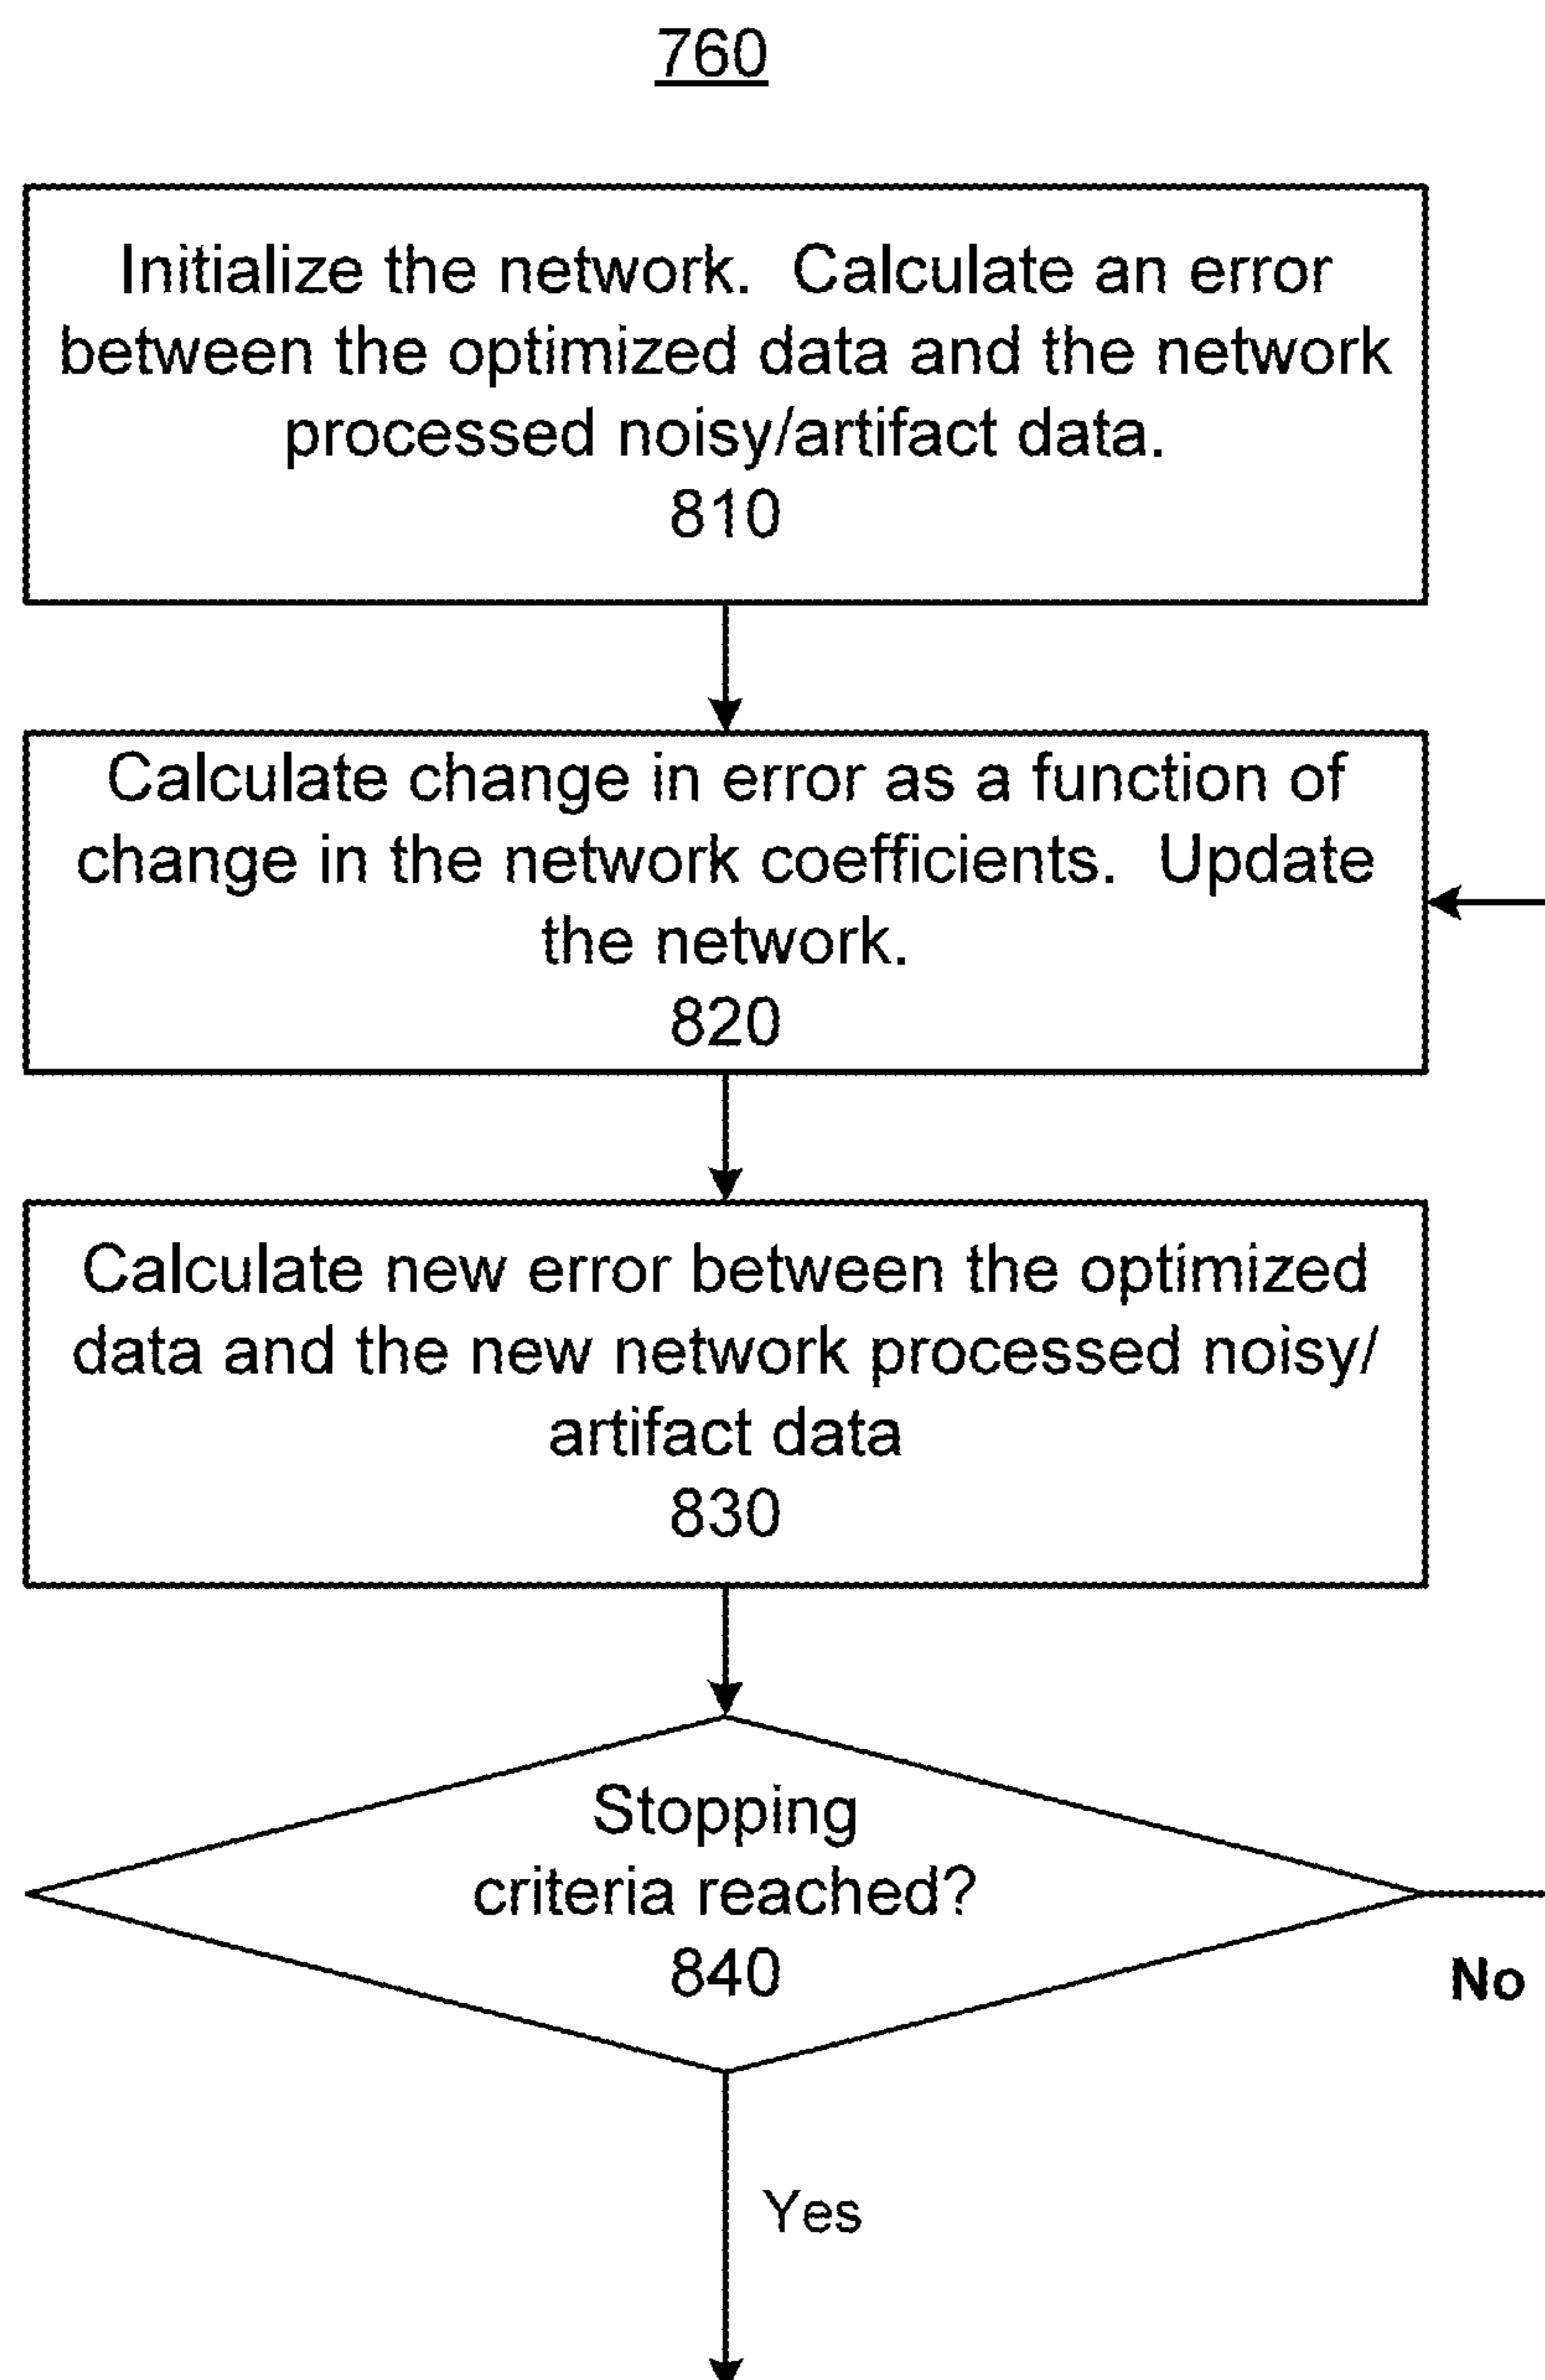 760
Initialize the network. Calculate an error
between the optimized data and the network
processed noisy/artifact data.
810
Calculate change in error as a function of
change in the network coefficients. Update
the network.
820
Calculate new error between the optimized
data and the new network processed noisy/
artifact data
830
Stopping
criteria reached?
840
No
Yes